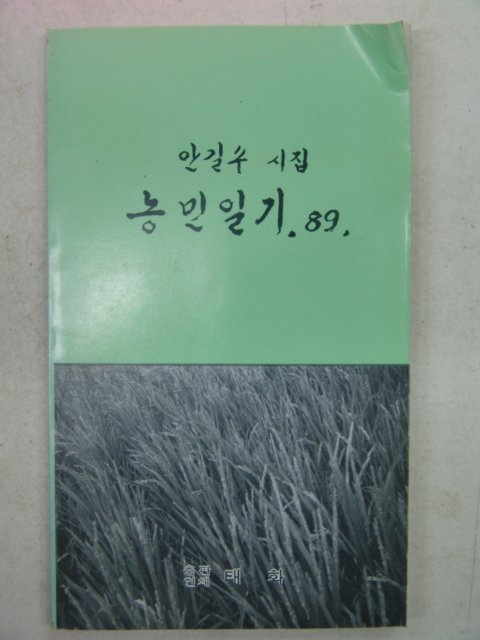 안길수 시집
농민일기.89.
출판
인쇄 태화